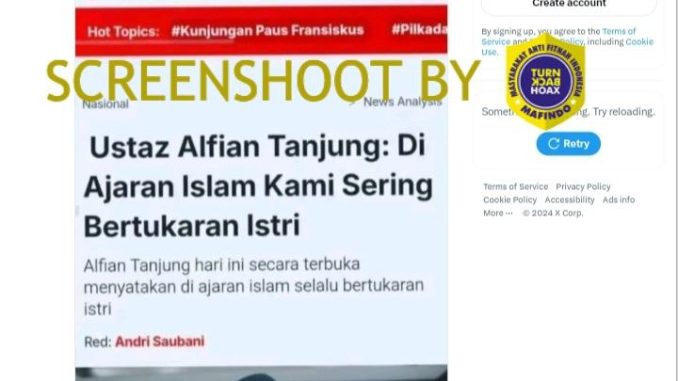 Hot Topics: #Kunjungan Paus Fransiskus #Pilkada
SCREENSHOOT BY
MASYARAKAT ANTI FITNAH INDONESIA
TURN
BACK
HOAX
MAFINDO
Nasional
News Analysis
Ustaz Alfian Tanjung: Di
Ajaran Islam Kami Sering
Bertukaran Istri
Alfian Tanjung hari ini secara terbuka
menyatakan di ajaran islam selalu bertukaran
istri
Red: Andri Saubani
Create account
By signing up, you agree to the Terms of
Service and Policy, including Cookie
Use.
Try reloading.
Retry
Terms of Service Privacy Policy
Cookie Policy Accessibility Ads info
More ··· © 2024 X Corp.